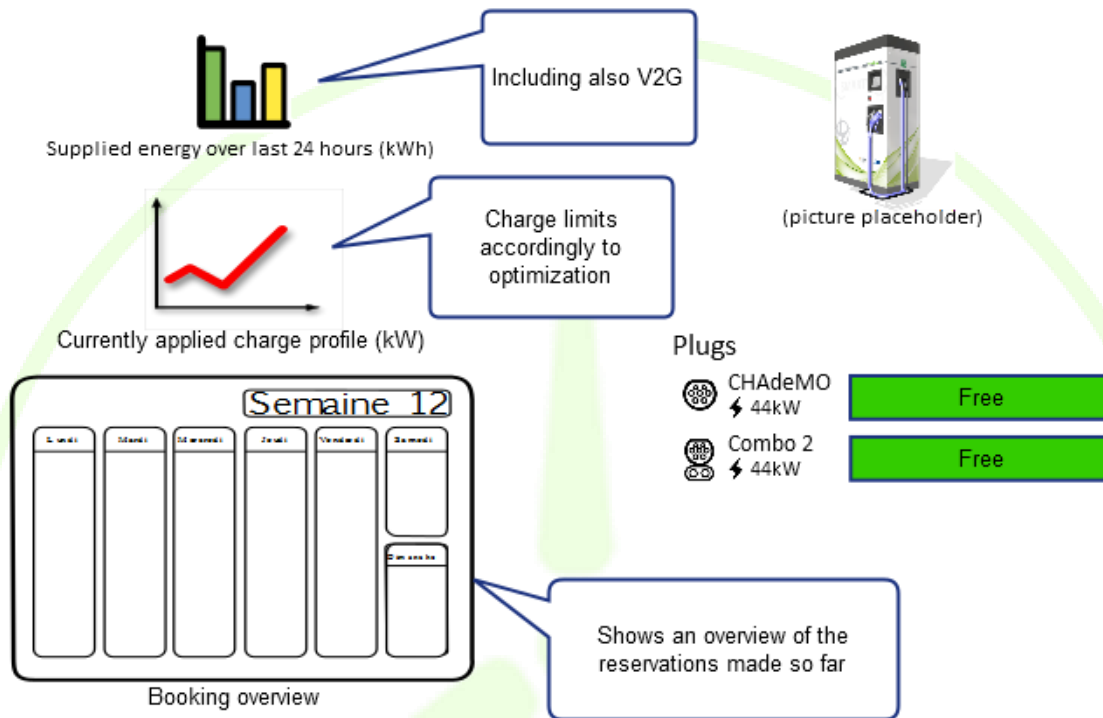 Including also V2G
Supplied energy over last 24 hours (kWh)
(picture placeholder)
Charge limits
accordingly to
optimization
Currently applied charge profile (kW)
Plugs
CHAdeMO
44kW
Free
Combo 2
44kW
Free
Semaine 12
Lundi
Mardi
Mercredi
Jeudi
Vendredi
Samedi
Dimanche
Shows an overview of the
reservations made so far
Booking overview